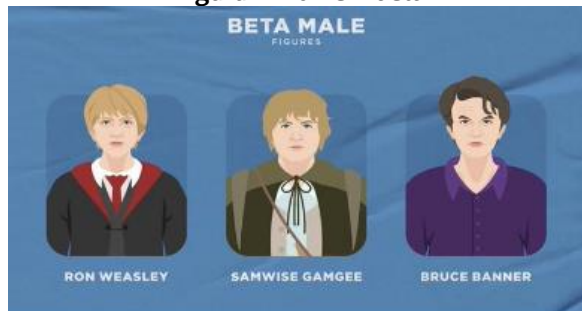 BETA MALE
FIGURES
RON WEASLEY
SAMWISE GAMGEE
BRUCE BANNER